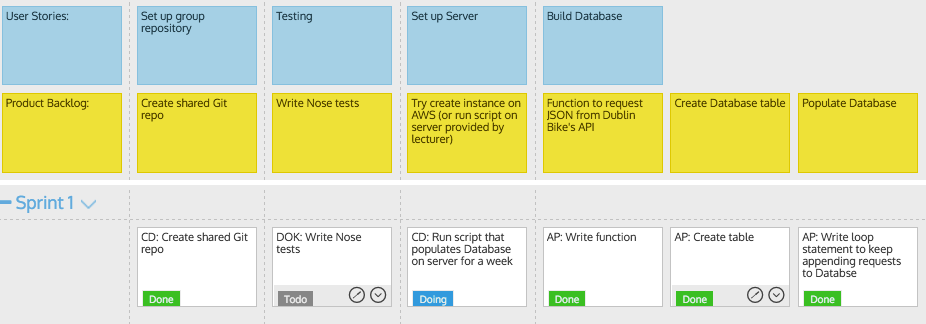 User Stories:
Set up group
repository
Testing
Set up Server
Build Database
Product Backlog:
Create shared Git
repo
Write Nose tests
Try create instance on
AWS (or run script on
server provided by
lecturer)
Function to request
JSON from Dublin
Bike's API
Create Database table
Populate Database
Sprint 1
CD: Create shared Git
repo
Done
DOK: Write Nose
tests
Todo
CD: Run script that
populates Database
on server for a week
Doing
AP: Write function
Done
AP: Create table
Done
AP: Write loop
statement to keep
appending requests
to Databse
Done